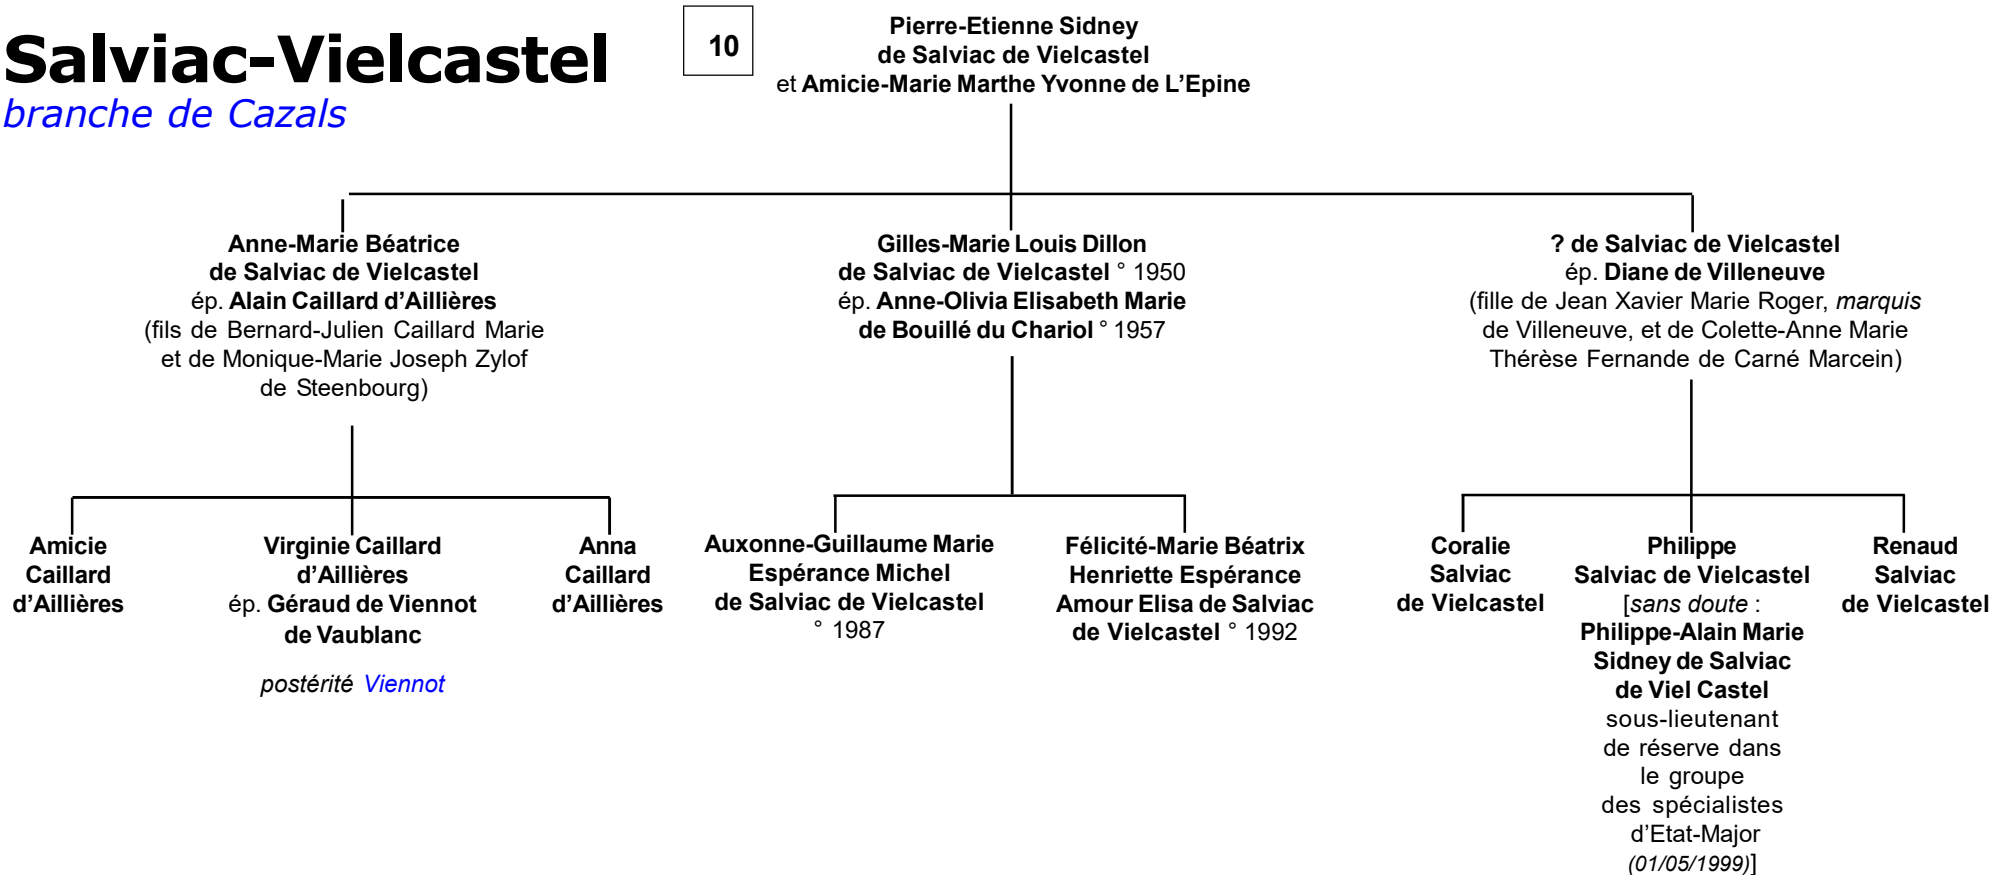 Salviac-Vielcastel
branche de Cazals
10
Pierre-Etienne Sidney
de Salviac de Vielcastel
et Amicie-Marie Marthe Yvonne de L’Epine
Anne-Marie Béatrice
de Salviac de Vielcastel
ép. Alain Caillard d’Aillières
(fils de Bernard-Julien Caillard Marie
et de Monique-Marie Joseph Zylof
de Steenbourg)
Gilles-Marie Louis Dillon
de Salviac de Vielcastel ° 1950
ép. Anne-Olivia Elisabeth Marie
de Bouillé du Chariol ° 1957
? de Salviac de Vielcastel
ép. Diane de Villeneuve
(fille de Jean Xavier Marie Roger, marquis
de Villeneuve, et de Colette-Anne Marie
Thérèse Fernande de Carné Marcein)
Amicie
Caillard
d’Aillières
Virginie Caillard
d’Aillières
ép. Géraud de Viennot
de Vaublanc
postérité Viennot
Anna
Caillard
d’Aillières
Auxonne-Guillaume Marie
Espérance Michel
de Salviac de Vielcastel
° 1987
Félicité-Marie Béatrix
Henriette Espérance
Amour Elisa de Salviac
de Vielcastel ° 1992
Coralie
Salviac
de Vielcastel
Philippe
Salviac de Vielcastel
[sans doute :
Philippe-Alain Marie
Sidney de Salviac
de Viel Castel
sous-lieutenant
de réserve dans
le groupe
des spécialistes
d’Etat-Major
(01/05/1999)]
Renaud
Salviac
de Vielcastel